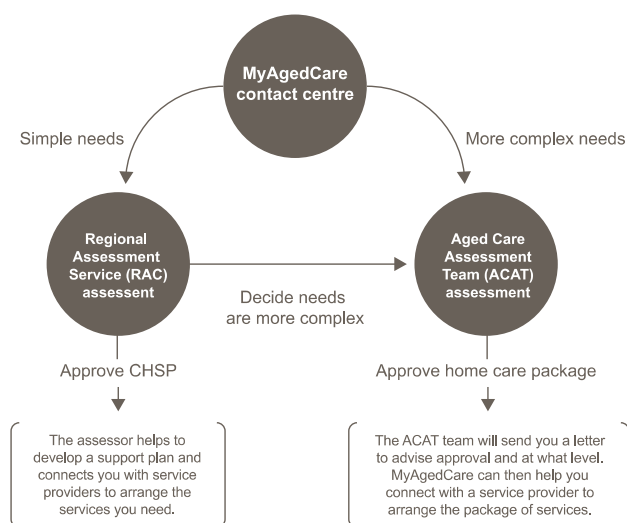 MyAgedCare
contact centre
Simple needs
More complex needs
Regional
Assessment
Service (RAC)
assessent
Aged Care
Assessment
Team (ACAT)
assessment
Decide needs
are more complex
Approve CHSP
Approve home care package
The assessor helps to
develop a support plan and
connects you with service
providers to arrange the
services you need.
The ACAT team will send you a letter
to advise approval and at what level.
MyAgedCare can then help you
connect with a service provider to
arrange the package of services.